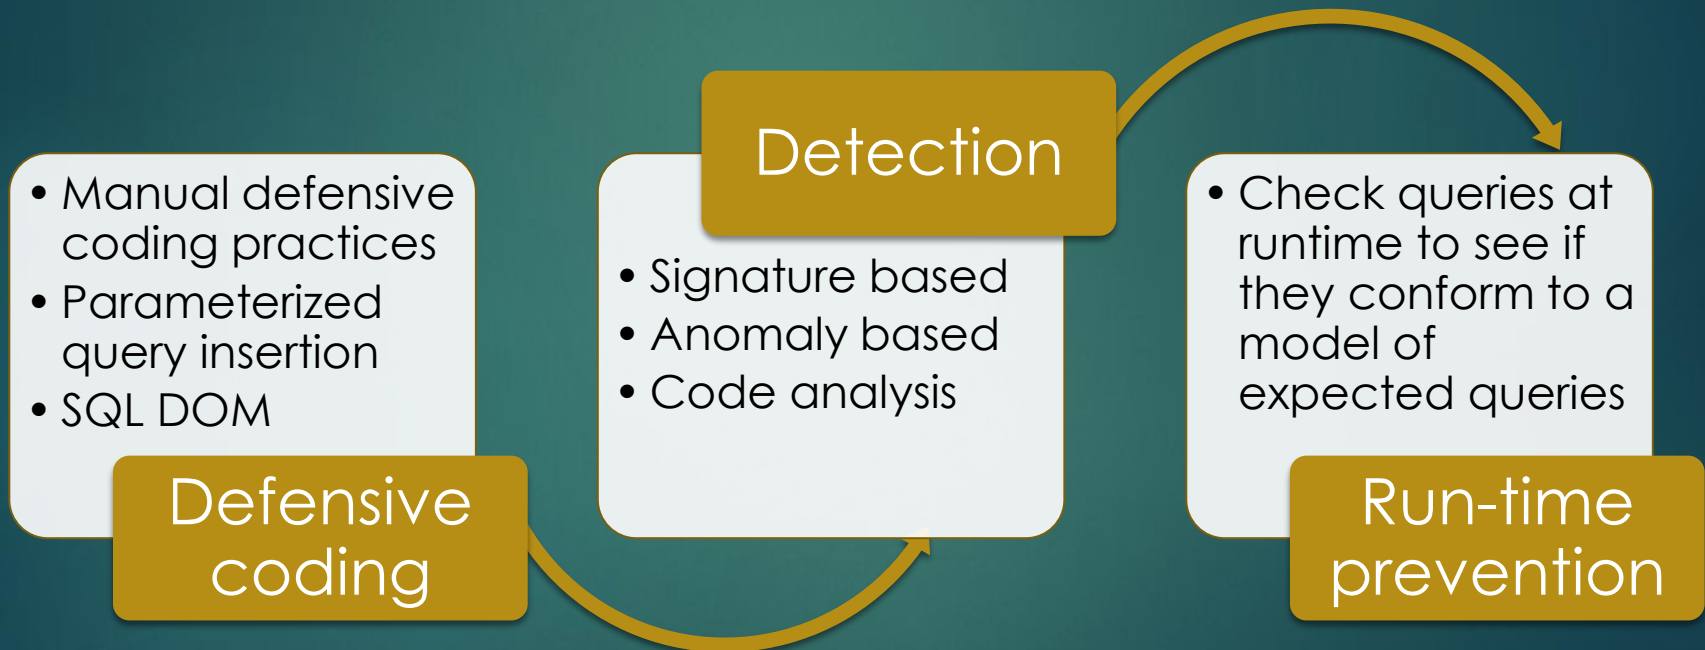 • Manual defensive
coding practices
• Parameterized
query insertion
• SQL DOM
Defensive
coding
Detection
• Signature based
• Anomaly based
• Code analysis
• Check queries at
runtime to see if
they conform to a
model of
expected queries
Run-time
prevention